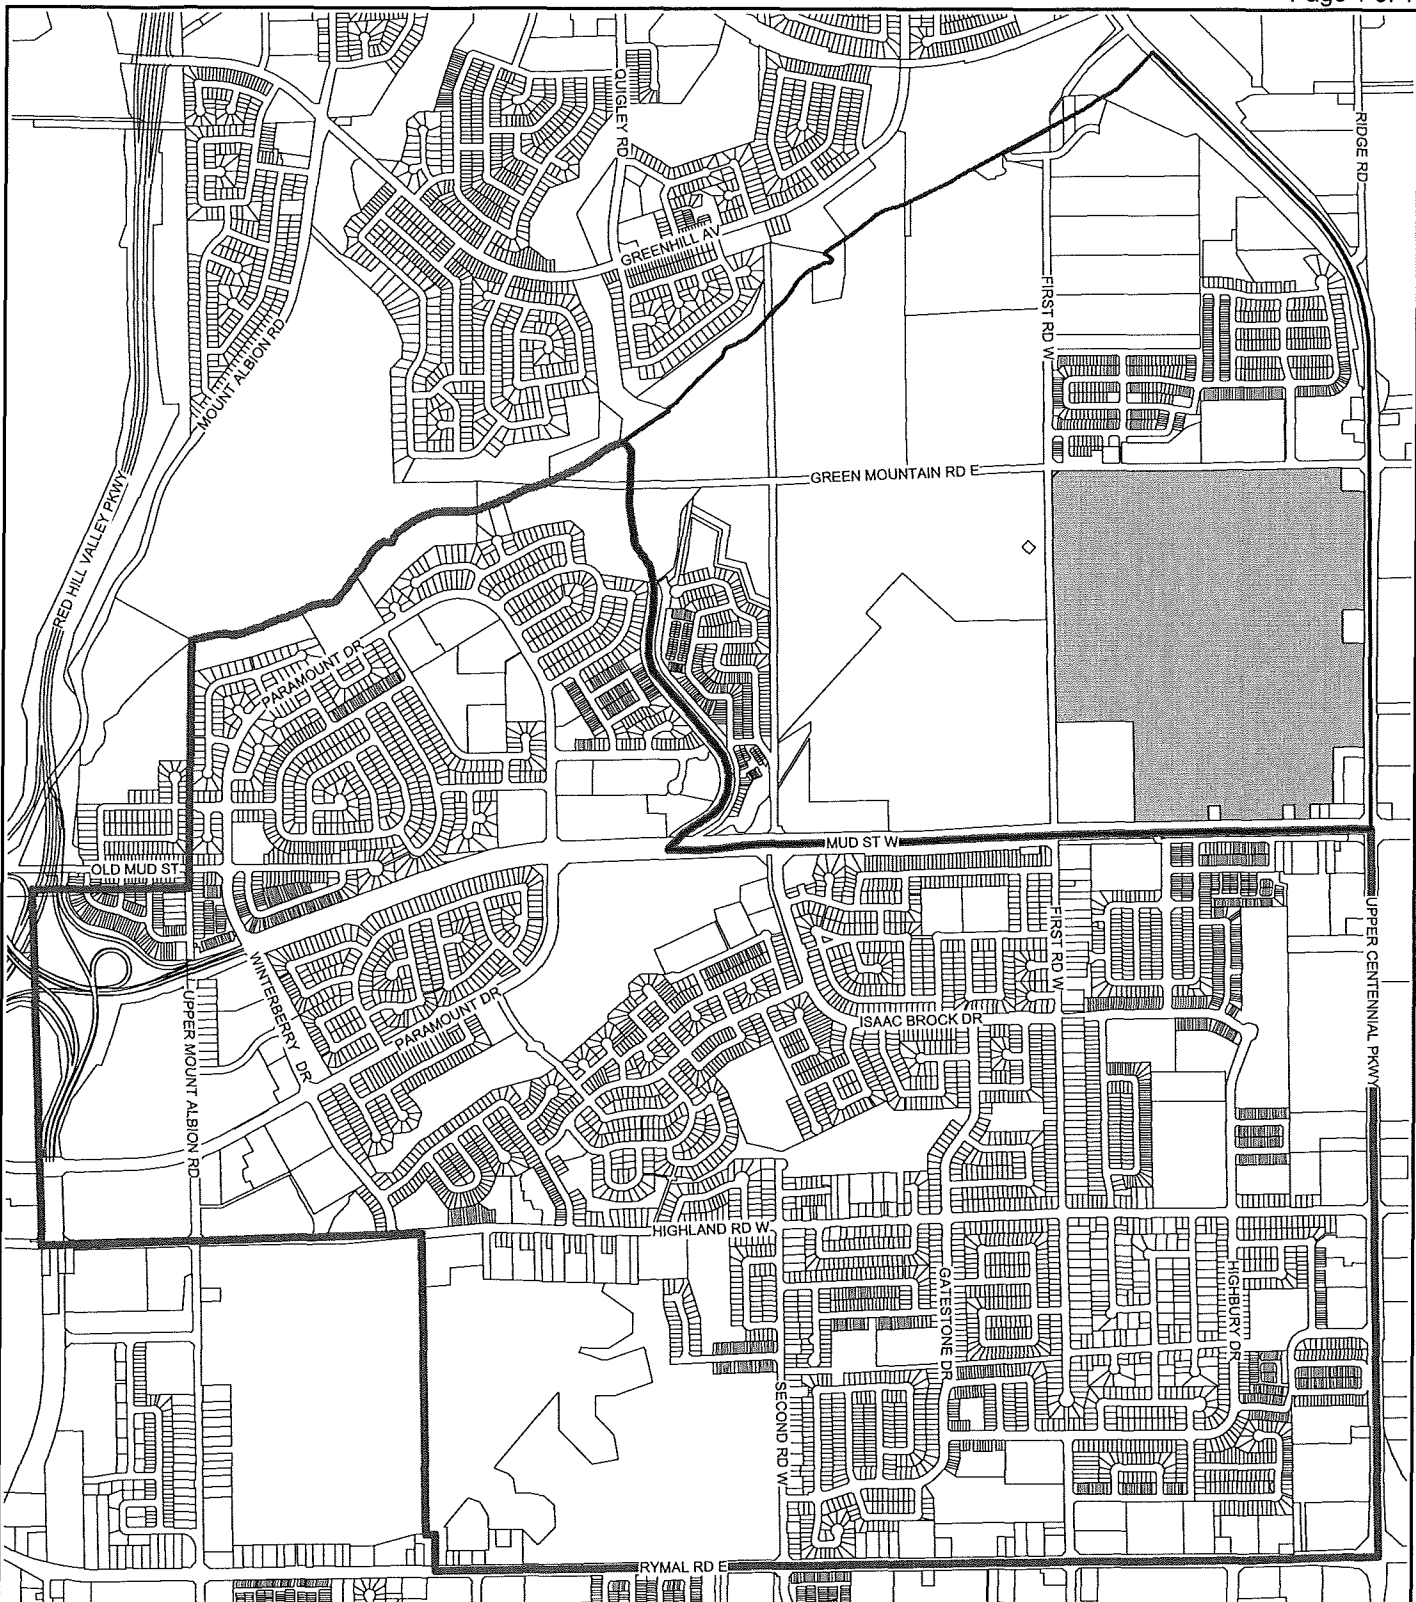 QUIGLEY RD
RIDGE RD
GREENHILL AV
FIRST RD W
MOUNT ALBION RD
GREEN MOUNTAIN RD E
RED HILL VALLEY PKWY
PARAMOUNT DR
MUD ST W
OLD MUD ST
UPPER CENTENNIAL PKWY
FIRST RD W
WINTERBERRY DR
PARAMOUNT DR
UPPER MOUNT ALBION RD
ISAAC BROCK DR
HIGHLAND RD W
GATESTONE DR
HIGHBURY DR
SECOND RD W
RYMAL RD E